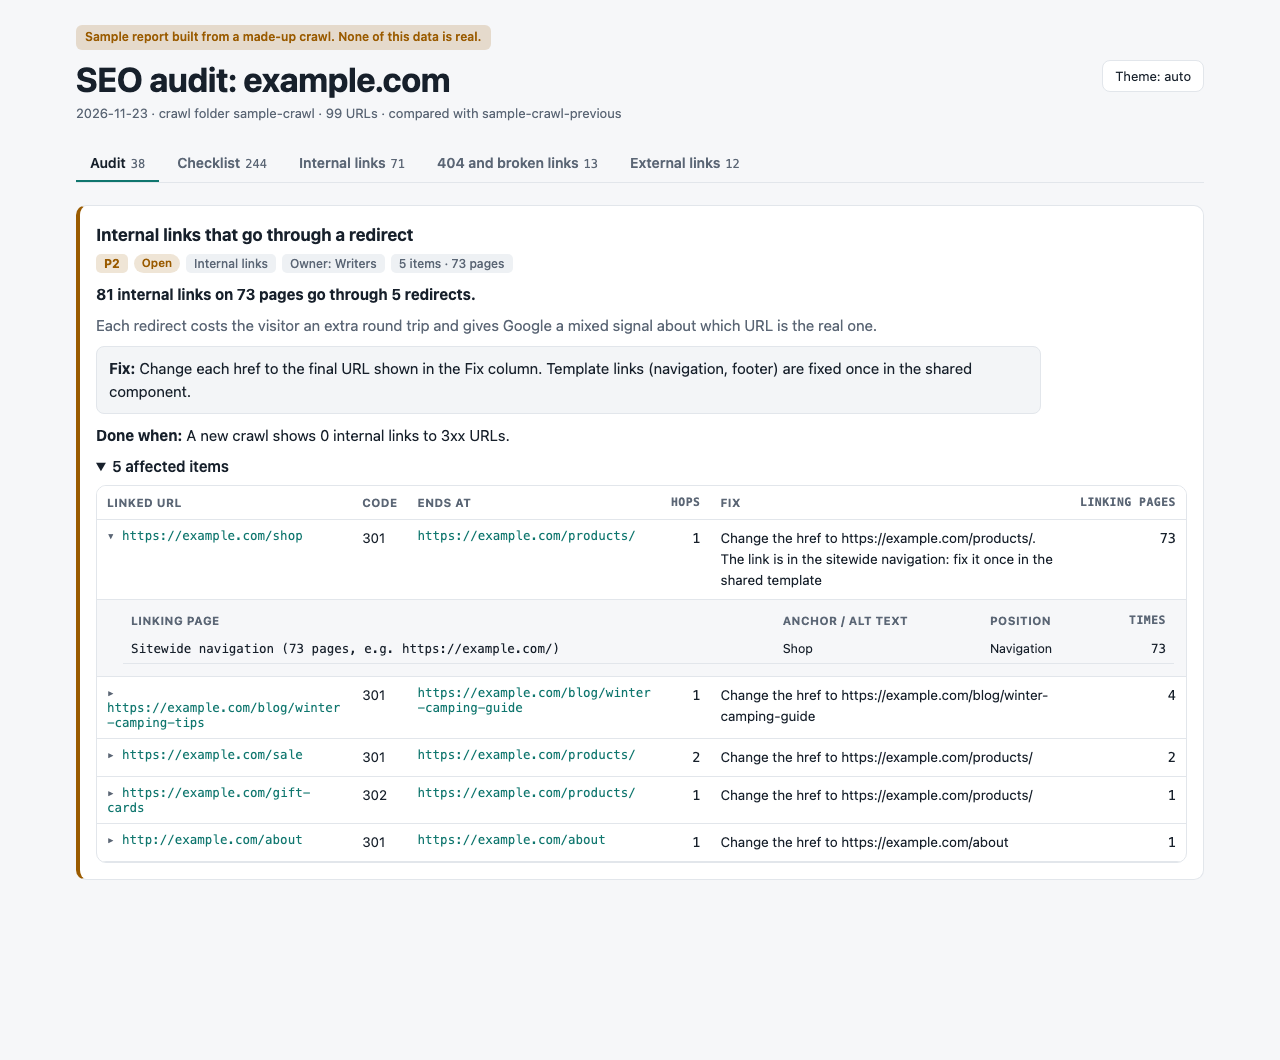 Sample report built from a made-up crawl. None of this data is real.
SEO audit: example.com
Theme: auto
2026-11-23 · crawl folder sample-crawl · 99 URLs · compared with sample-crawl-previous
Audit 38 Checklist 244 Internal links 71 404 and broken links 13 External links 12
Internal links that go through a redirect
P2 Open Internal links Owner: Writers 5 items · 73 pages
81 internal links on 73 pages go through 5 redirects.
Each redirect costs the visitor an extra round trip and gives Google a mixed signal about which URL is the real one.
Fix: Change each href to the final URL shown in the Fix column. Template links (navigation, footer) are fixed once in the shared
component.
Done when: A new crawl shows 0 internal links to 3xx URLs.
▼ 5 affected items
LINKED URL CODE ENDS AT HOPS FIX LINKING PAGES
▾ https://example.com/shop 301 https://example.com/products/ 1 Change the href to https://example.com/products/. 73
The link is in the sitewide navigation: fix it once in the
shared template
LINKING PAGE ANCHOR / ALT TEXT POSITION TIMES
Sitewide navigation (73 pages, e.g. https://example.com/) Shop Navigation 73
▸ https://example.com/blog/winter 301 https://example.com/blog/winter 1 Change the href to https://example.com/blog/winter- 4
-camping-tips -camping-guide camping-guide
▸ https://example.com/sale 301 https://example.com/products/ 2 Change the href to https://example.com/products/ 2
▸ https://example.com/gift- 302 https://example.com/products/ 1 Change the href to https://example.com/products/ 1
cards
▸ http://example.com/about 301 https://example.com/about 1 Change the href to https://example.com/about 1